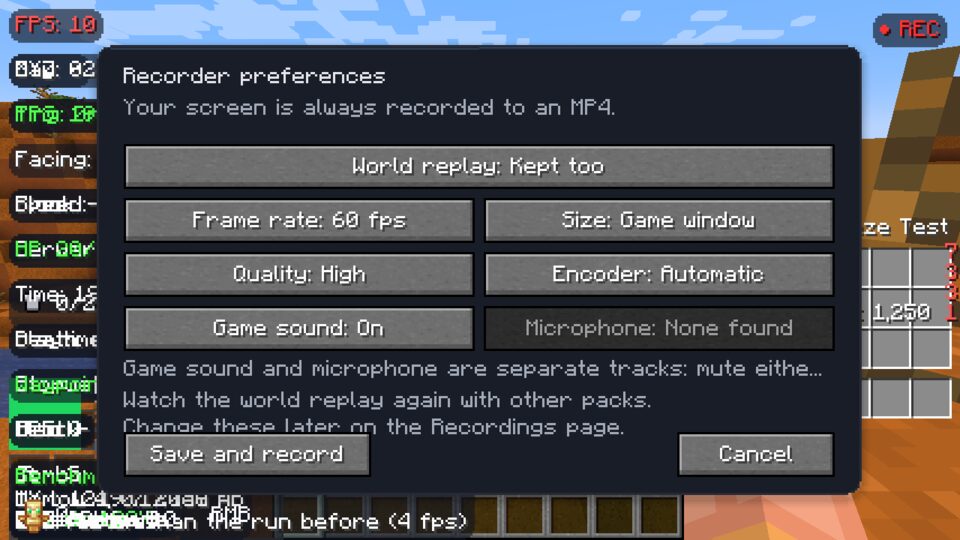 FPS: 10
REC
Recorder preferences
Your screen is always recorded to an MP4.
World replay: Kept too
Frame rate: 60 fps
Size: Game window
Quality: High
Encoder: Automatic
Game sound: On
Microphone: None found
Game sound and microphone are separate tracks: mute eithe...
Watch the world replay again with other packs.
Change these later on the Recordings page.
Save and record
Cancel
Facing:
ze Test
1,250
the run before (4 fps)